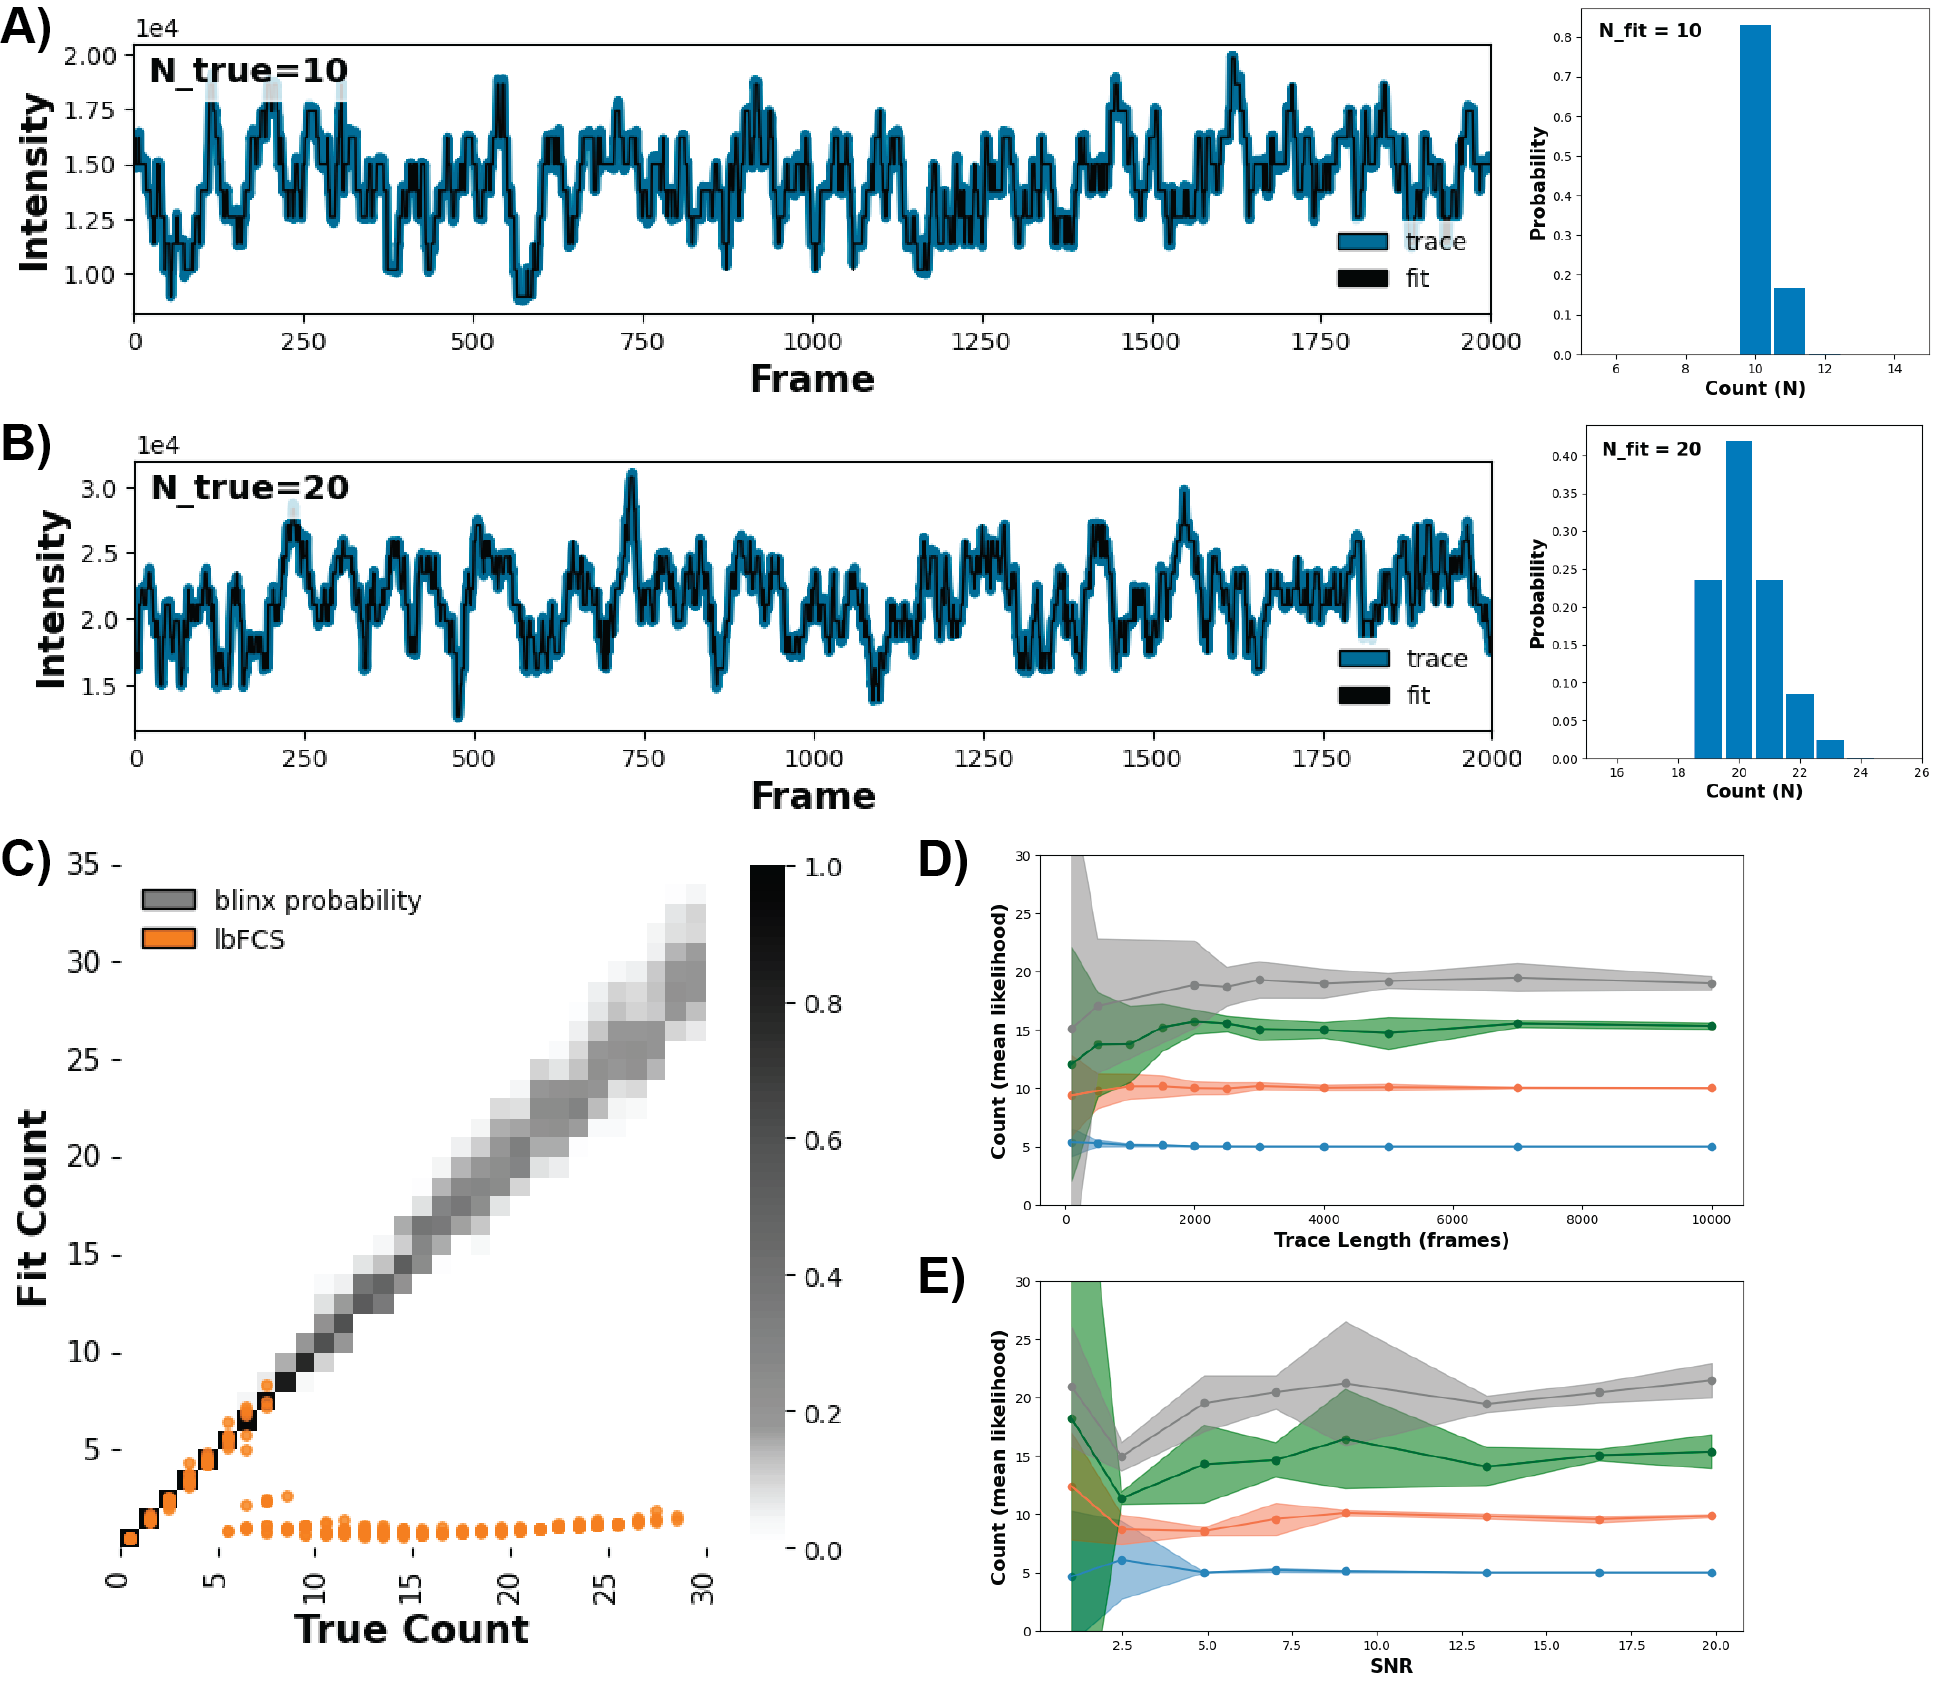 A)
1e4
N_true=10
2.00
1.75
1.50
1.25
1.00
Intensity
trace
fit
0 250 500 750 1000 1250 1500 1750 2000
Frame
N_fit = 10
0.8
0.7
0.6
0.5
0.4
0.3
0.2
0.1
0.0
Probability
6 8 10 12 14
Count (N)
B)
1e4
N_true=20
3.0
2.5
2.0
1.5
Intensity
trace
fit
0 250 500 750 1000 1250 1500 1750 2000
Frame
N_fit = 20
0.40
0.35
0.30
0.25
0.20
0.15
0.10
0.05
0.00
Probability
16 18 20 22 24 26
Count (N)
C)
35
30
25
20
15
10
5
Fit Count
blinx probability
lbFCS
1.0
0.8
0.6
0.4
0.2
0.0
0 5 10 15 20 25 30
True Count
D)
30
25
20
15
10
5
0
Count (mean likelihood)
0 2000 4000 6000 8000 10000
Trace Length (frames)
E)
30
25
20
15
10
5
0
Count (mean likelihood)
2.5 5.0 7.5 10.0 12.5 15.0 17.5 20.0
SNR